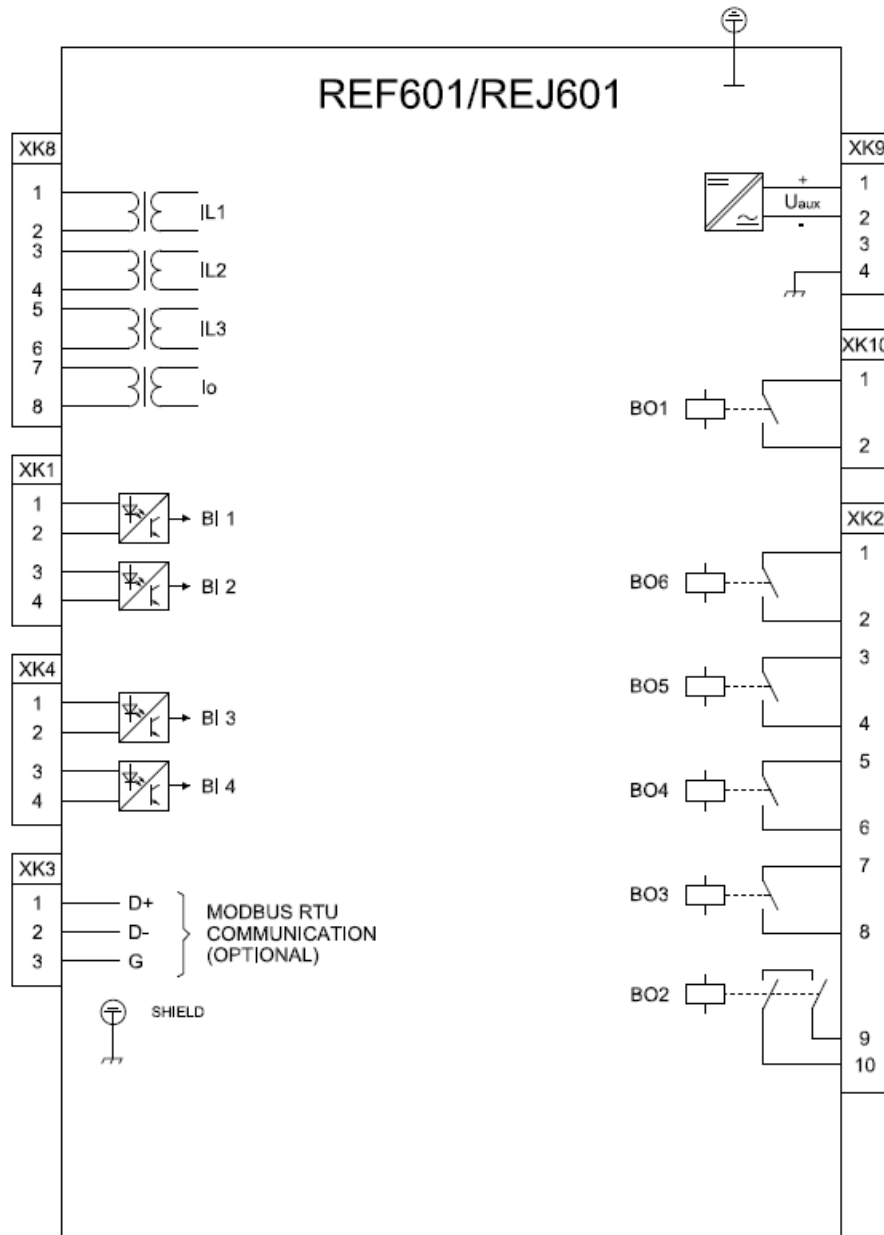 REF601/REJ601
XK8
1
2
IL1
3
4
IL2
5
6
IL3
7
8
Io
XK1
1
2
BI 1
3
4
BI 2
XK4
1
2
BI 3
3
4
BI 4
XK3
1 D+
2 D-
3 G
MODBUS RTU
COMMUNICATION
(OPTIONAL)
SHIELD
XK9
+ 1
Uaux
- 2
3
4
XK10
BO1
1
2
XK2
BO6
1
2
BO5
3
4
BO4
5
6
BO3
7
8
BO2
9
10